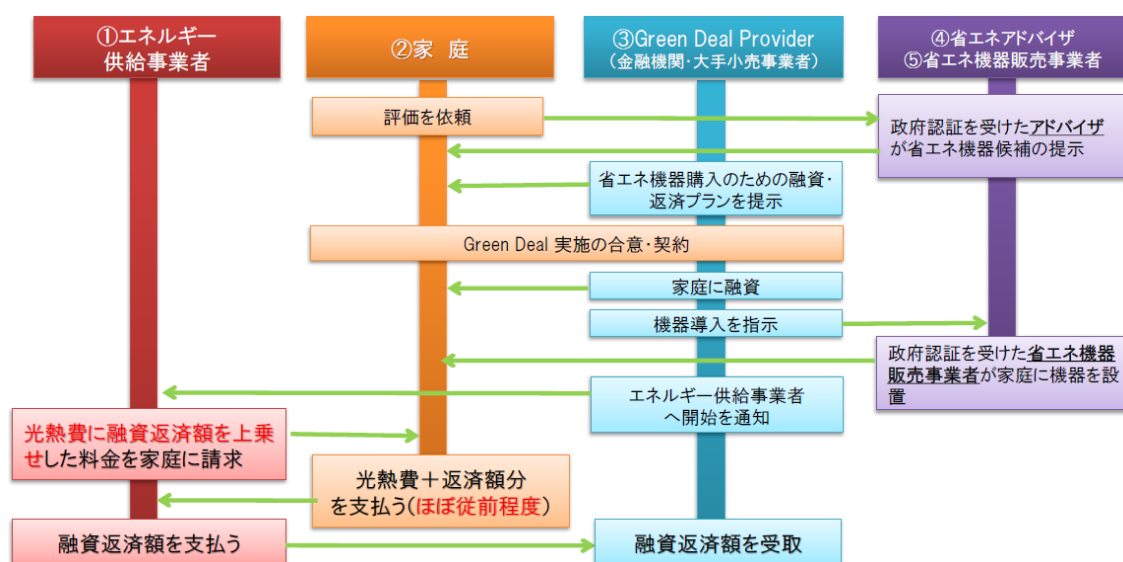 ①エネルギー
供給事業者
②家 庭
③Green Deal Provider
(金融機関・大手小売事業者)
④省エネアドバイザ
⑤省エネ機器販売事業者
評価を依頼
政府認証を受けたアドバイザ
が省エネ機器候補の提示
省エネ機器購入のための融資・
返済プランを提示
Green Deal 実施の合意・契約
家庭に融資
機器導入を指示
政府認証を受けた省エネ機器
販売事業者が家庭に機器を設
置
エネルギー供給事業者
へ開始を通知
光熱費に融資返済額を上乗
せした料金を家庭に請求
光熱費＋返済額分
を支払う(ほぼ従前程度)
融資返済額を支払う
融資返済額を受取